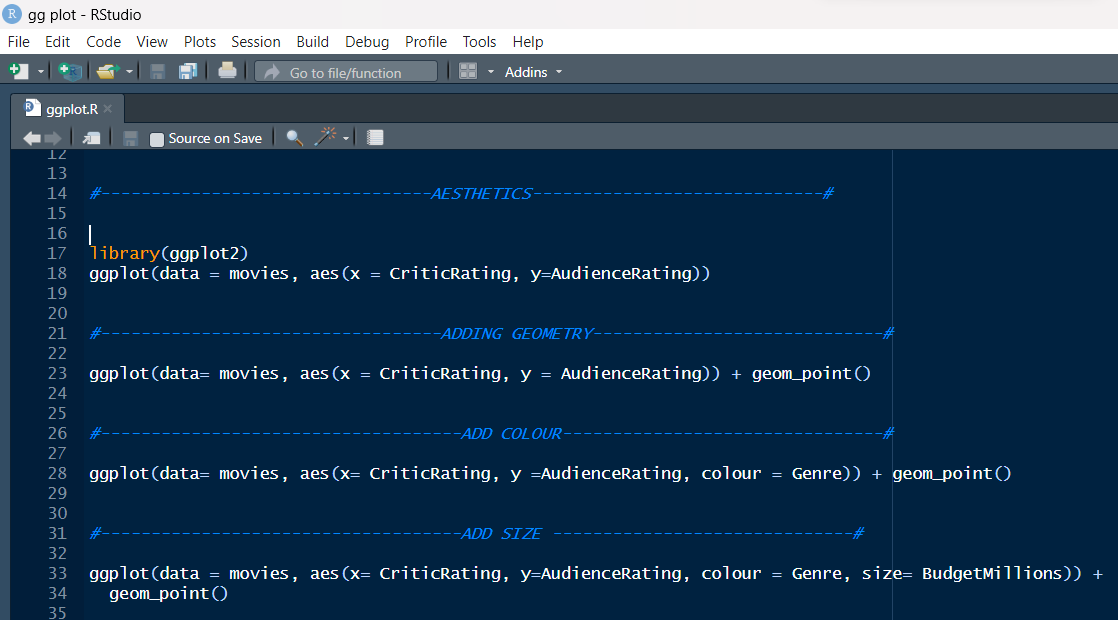 gg plot - RStudio
File Edit Code View Plots Session Build Debug Profile Tools Help
Go to file/function Addins
ggplot.R
Source on Save
12
13
14 #---------------------------------AESTHETICS-----------------------------#
15
16
17 library(ggplot2)
18 ggplot(data = movies, aes(x = CriticRating, y=AudienceRating))
19
20
21 #----------------------------------ADDING GEOMETRY-----------------------------#
22
23 ggplot(data= movies, aes(x = CriticRating, y = AudienceRating)) + geom_point()
24
25
26 #------------------------------------ADD COLOUR--------------------------------#
27
28 ggplot(data= movies, aes(x= CriticRating, y =AudienceRating, colour = Genre)) + geom_point()
29
30
31 #------------------------------------ADD SIZE ------------------------------#
32
33 ggplot(data = movies, aes(x= CriticRating, y=AudienceRating, colour = Genre, size= BudgetMillions)) +
34 geom_point()
35